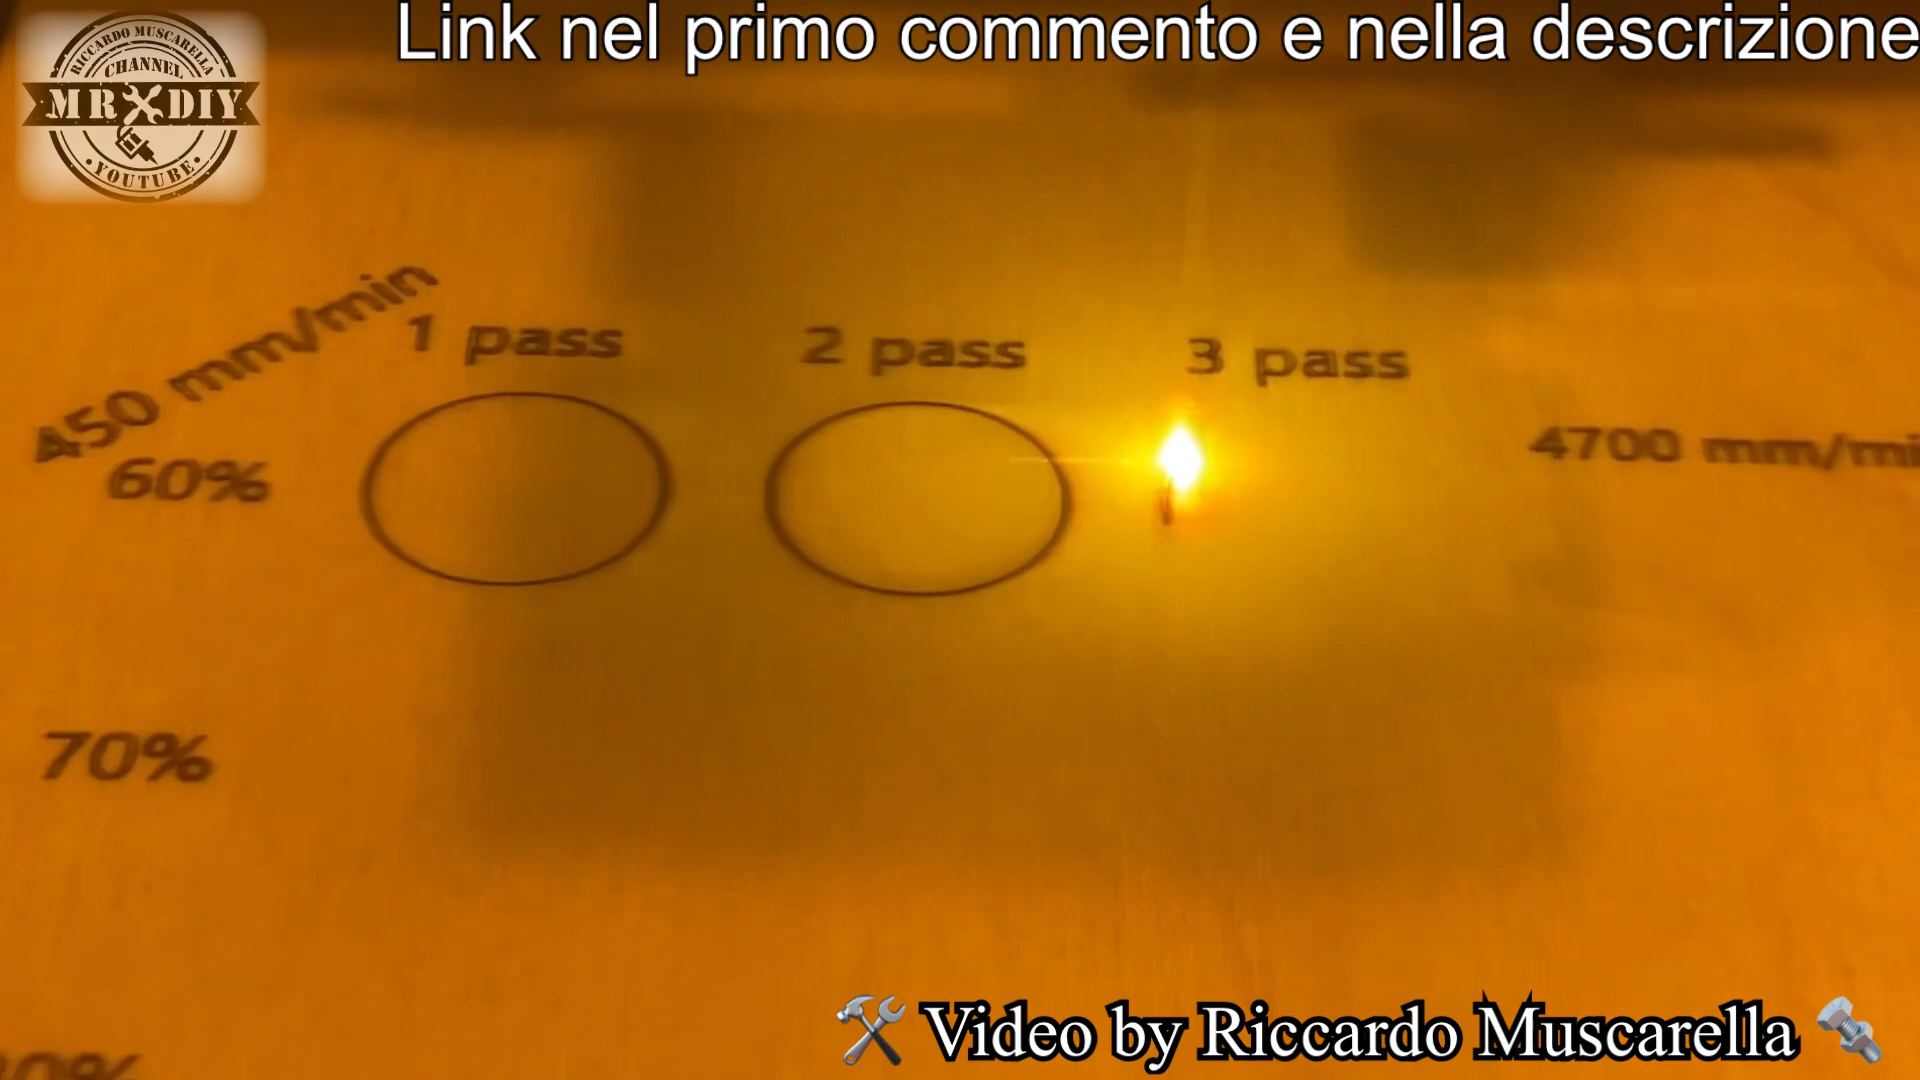 Link nel primo commento e nella descrizione
RICCARDO MUSCARELLA
CHANNEL
MR DIY
YOUTUBE
450 mm/min
1 pass
2 pass
3 pass
60%
4700 mm/mi
70%
🛠 Video by Riccardo Muscarella 🔩